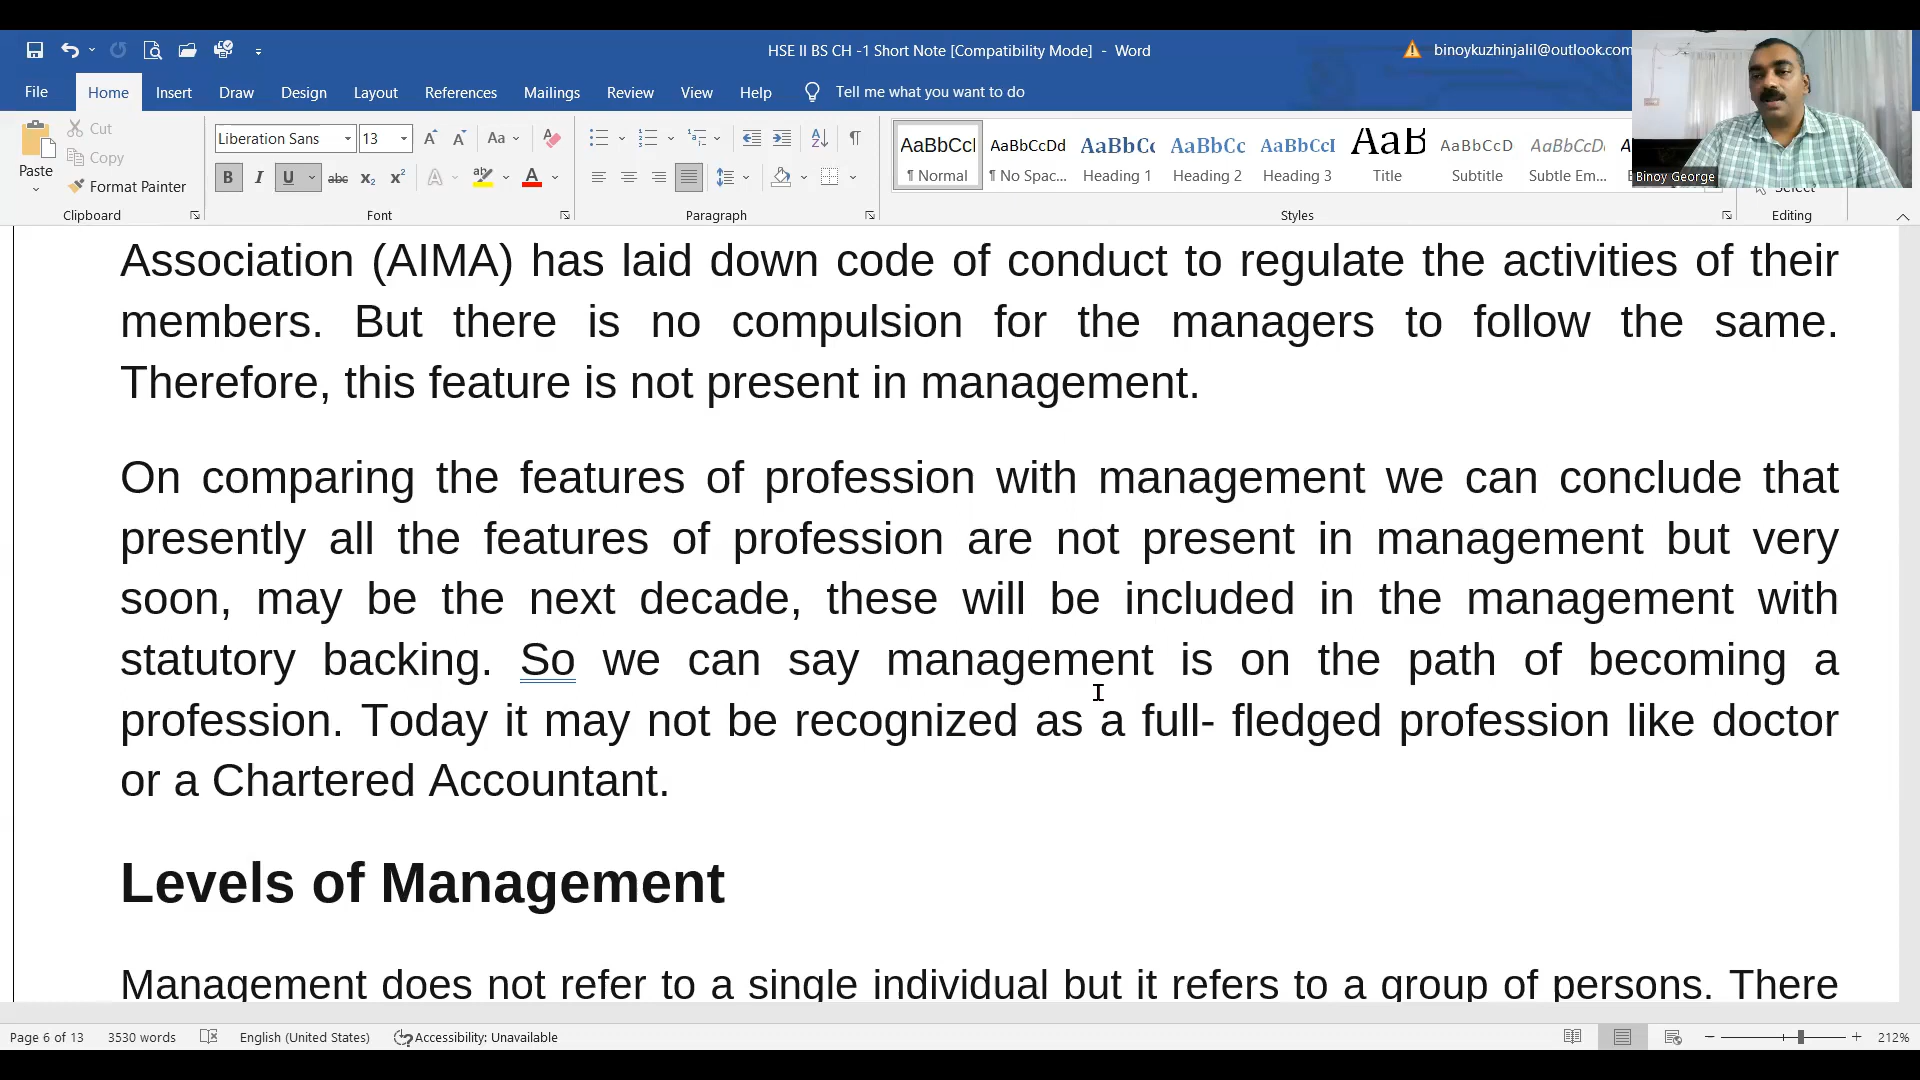 HSE II BS CH -1 Short Note [Compatibility Mode] - Word
binoykuzhinjalil@outlook.com
File Home Insert Draw Design Layout References Mailings Review View Help Tell me what you want to do
Paste
Cut
Copy
Format Painter
Clipboard
Liberation Sans 13
Font
Paragraph
AaBbCcI AaBbCcDd AaBbCc AaBbCc AaBbCcI AaB AaBbCcD AaBbCcDc
¶ Normal ¶ No Spac... Heading 1 Heading 2 Heading 3 Title Subtitle Subtle Em...
Styles
Select
Editing
Binoy George
Association (AIMA) has laid down code of conduct to regulate the activities of their
members. But there is no compulsion for the managers to follow the same.
Therefore, this feature is not present in management.
On comparing the features of profession with management we can conclude that
presently all the features of profession are not present in management but very
soon, may be the next decade, these will be included in the management with
statutory backing. So we can say management is on the path of becoming a
profession. Today it may not be recognized as a full- fledged profession like doctor
or a Chartered Accountant.
Levels of Management
Management does not refer to a single individual but it refers to a group of persons. There
Page 6 of 13 3530 words English (United States) Accessibility: Unavailable 212%